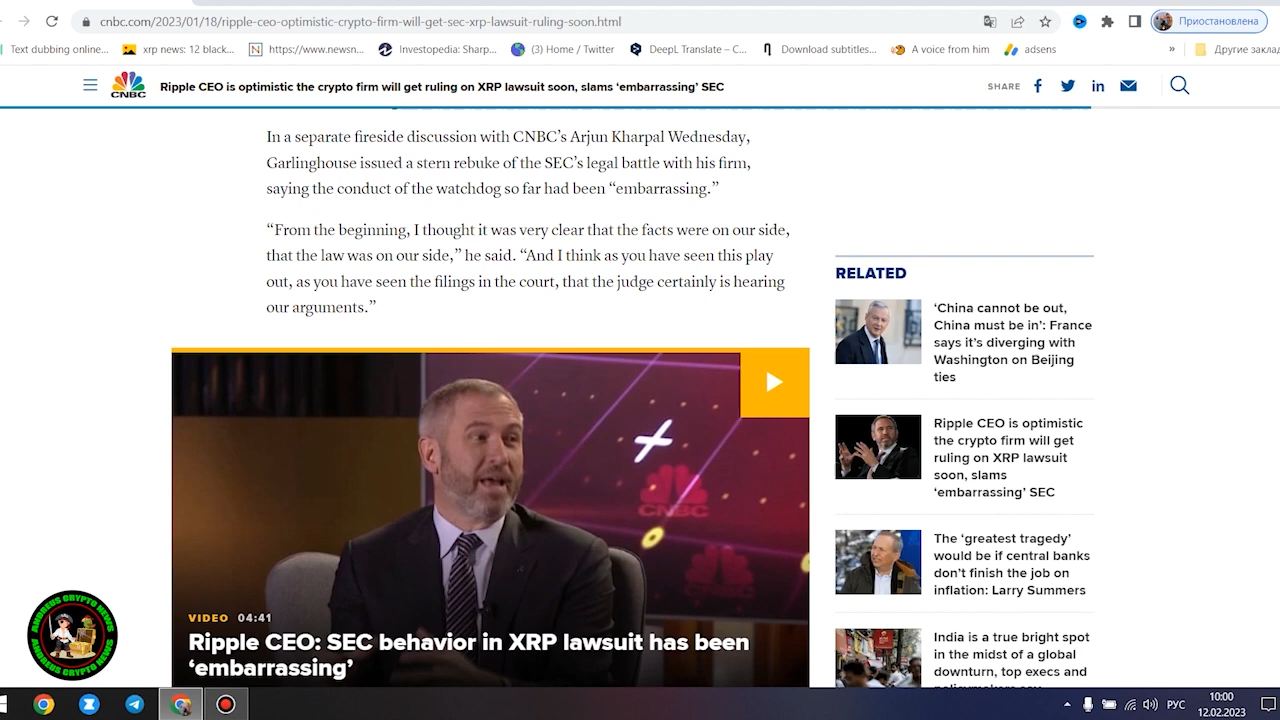 cnbc.com/2023/01/18/ripple-ceo-optimistic-crypto-firm-will-get-sec-xrp-lawsuit-ruling-soon.html
Приостановлена
Text dubbing online...
xrp news: 12 black...
https://www.newsn...
Investopedia: Sharp...
(3) Home / Twitter
DeepL Translate – C...
Download subtitles...
A voice from him
adsens
»
Другие заклад
CNBC
Ripple CEO is optimistic the crypto firm will get ruling on XRP lawsuit soon, slams ‘embarrassing’ SEC
SHARE
In a separate fireside discussion with CNBC’s Arjun Kharpal Wednesday,
Garlinghouse issued a stern rebuke of the SEC’s legal battle with his firm,
saying the conduct of the watchdog so far had been “embarrassing.”
“From the beginning, I thought it was very clear that the facts were on our side,
that the law was on our side,” he said. “And I think as you have seen this play
out, as you have seen the filings in the court, that the judge certainly is hearing
our arguments.”
CNBC
VIDEO 04:41
Ripple CEO: SEC behavior in XRP lawsuit has been
‘embarrassing’
RELATED
‘China cannot be out,
China must be in’: France
says it’s diverging with
Washington on Beijing
ties
Ripple CEO is optimistic
the crypto firm will get
ruling on XRP lawsuit
soon, slams
‘embarrassing’ SEC
The ‘greatest tragedy’
would be if central banks
don’t finish the job on
inflation: Larry Summers
India is a true bright spot
in the midst of a global
downturn, top execs and
ANDREUS CRYPTO NEWS
ANDREUS CRYPTO NEWS
РУС
10:00
12.02.2023